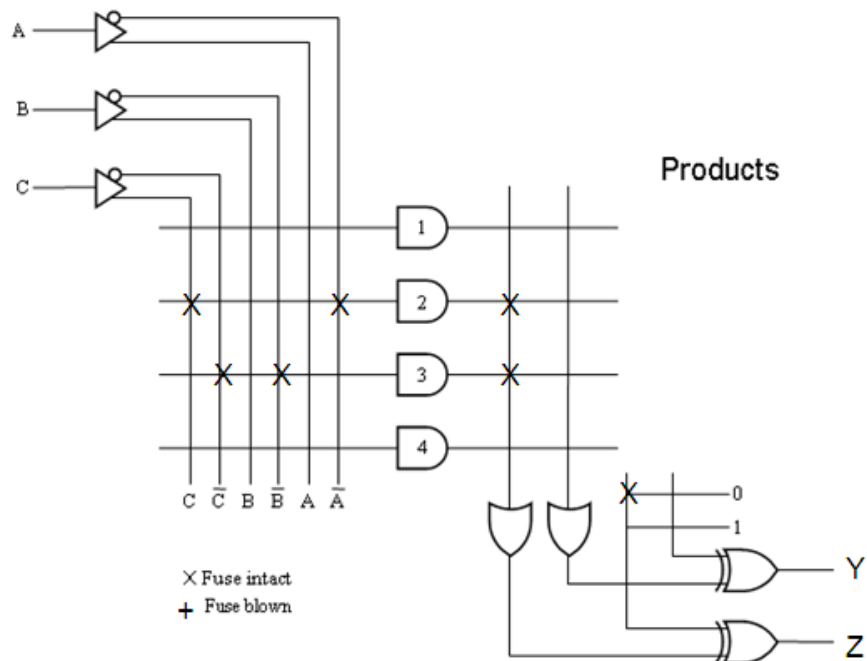 A
B
C
Products
1
2
3
4
C C̅ B B̅ A A̅
0
1
X Fuse intact
+ Fuse blown
Y
Z